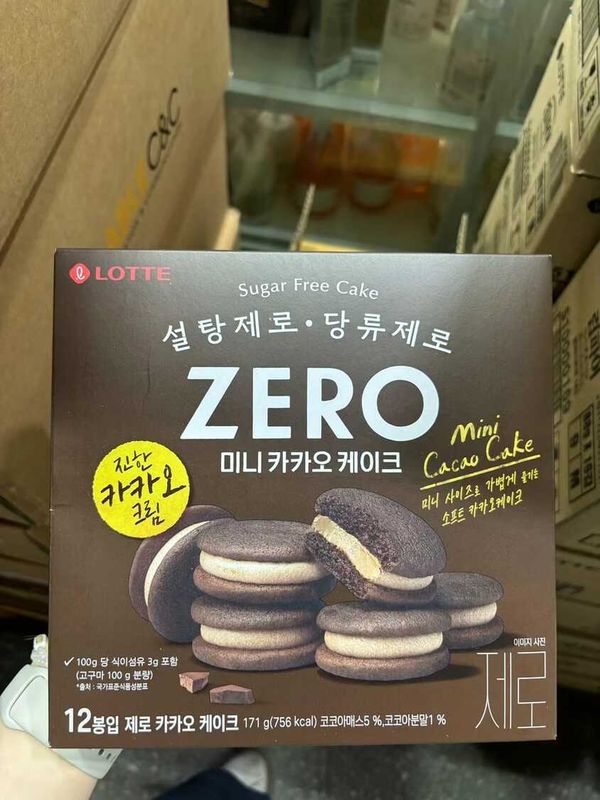 C&C
LOTTE
Sugar Free Cake
설탕제로·당류제로
ZERO
미니 카카오 케이크
Mini
Cacao Cake
미니 사이즈로 가볍게 즐기는
소프트 카카오케이크
진한
카카오
크림
✓100g 당 식이섬유 3g 포함
(고구마 100 g 분량)
*출처 : 국가표준식품성분표
이미지 사진
제로
12봉입 제로 카카오 케이크 171 g(756 kcal) 코코아매스5 %,코코아분말1 %